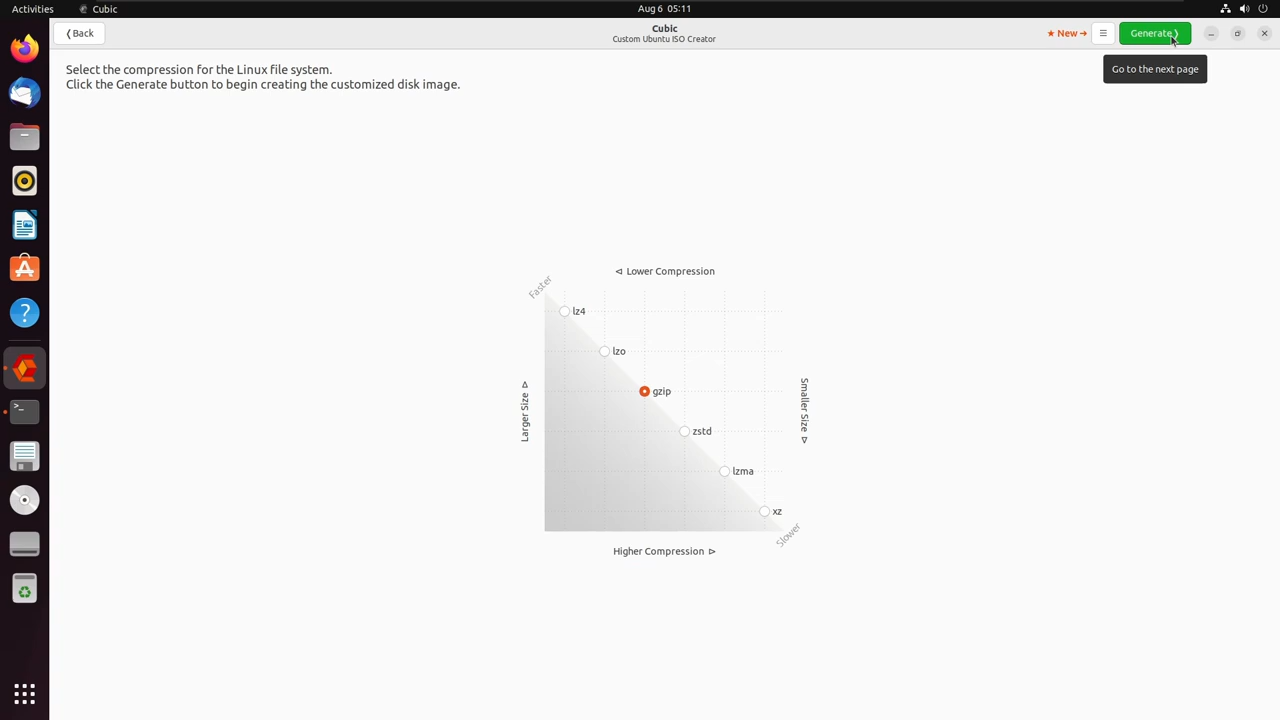 Activities
Cubic
Aug 6 05:11
Back
Cubic
Custom Ubuntu ISO Creator
★ New →
Generate
Go to the next page
Select the compression for the Linux file system.
Click the Generate button to begin creating the customized disk image.
⊲ Lower Compression
Faster
lz4
lzo
gzip
zstd
lzma
xz
Larger Size ⊳
Smaller Size ⊳
Slower
Higher Compression ⊳